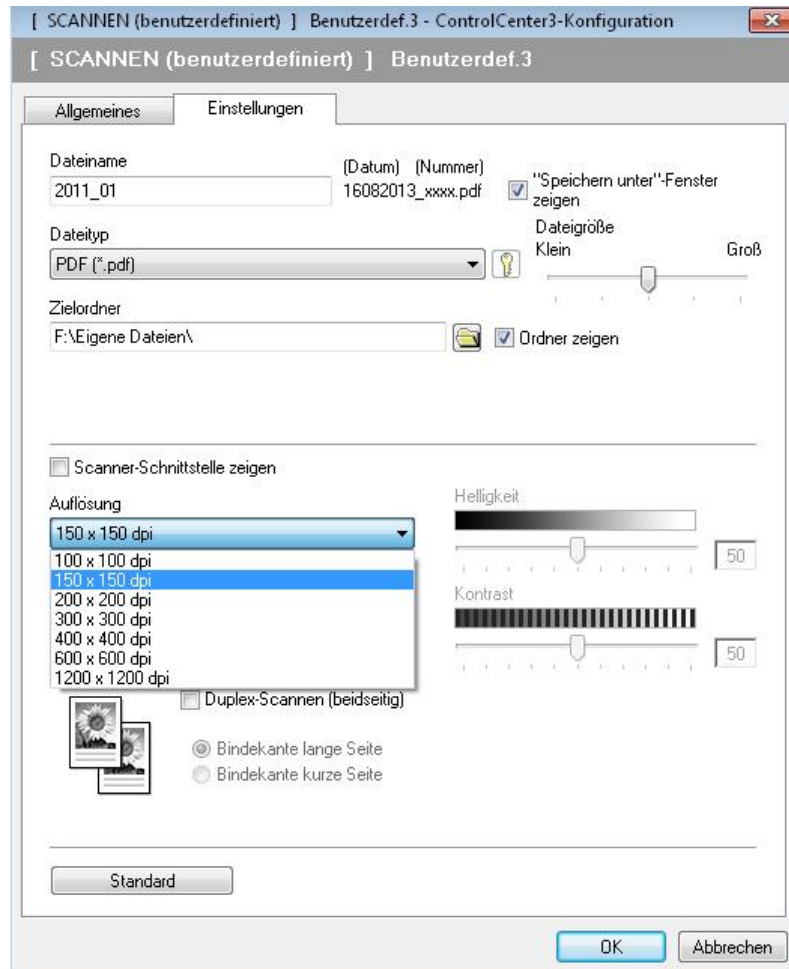 [ SCANNEN (benutzerdefiniert) ] Benutzerdef.3 - ControlCenter3-Konfiguration
[ SCANNEN (benutzerdefiniert) ] Benutzerdef.3
Allgemeines Einstellungen
Dateiname
(Datum) (Nummer)
2011_01 16082013_xxxx.pdf
"Speichern unter"-Fenster
zeigen
Dateityp
Dateigröße
Klein Groß
PDF (*.pdf)
Zielordner
F:\Eigene Dateien\ Ordner zeigen
Scanner-Schnittstelle zeigen
Auflösung
150 x 150 dpi
100 x 100 dpi
150 x 150 dpi
200 x 200 dpi
300 x 300 dpi
400 x 400 dpi
600 x 600 dpi
1200 x 1200 dpi
Helligkeit
50
Kontrast
50
Duplex-Scannen (beidseitig)
Bindekante lange Seite
Bindekante kurze Seite
Standard
OK Abbrechen